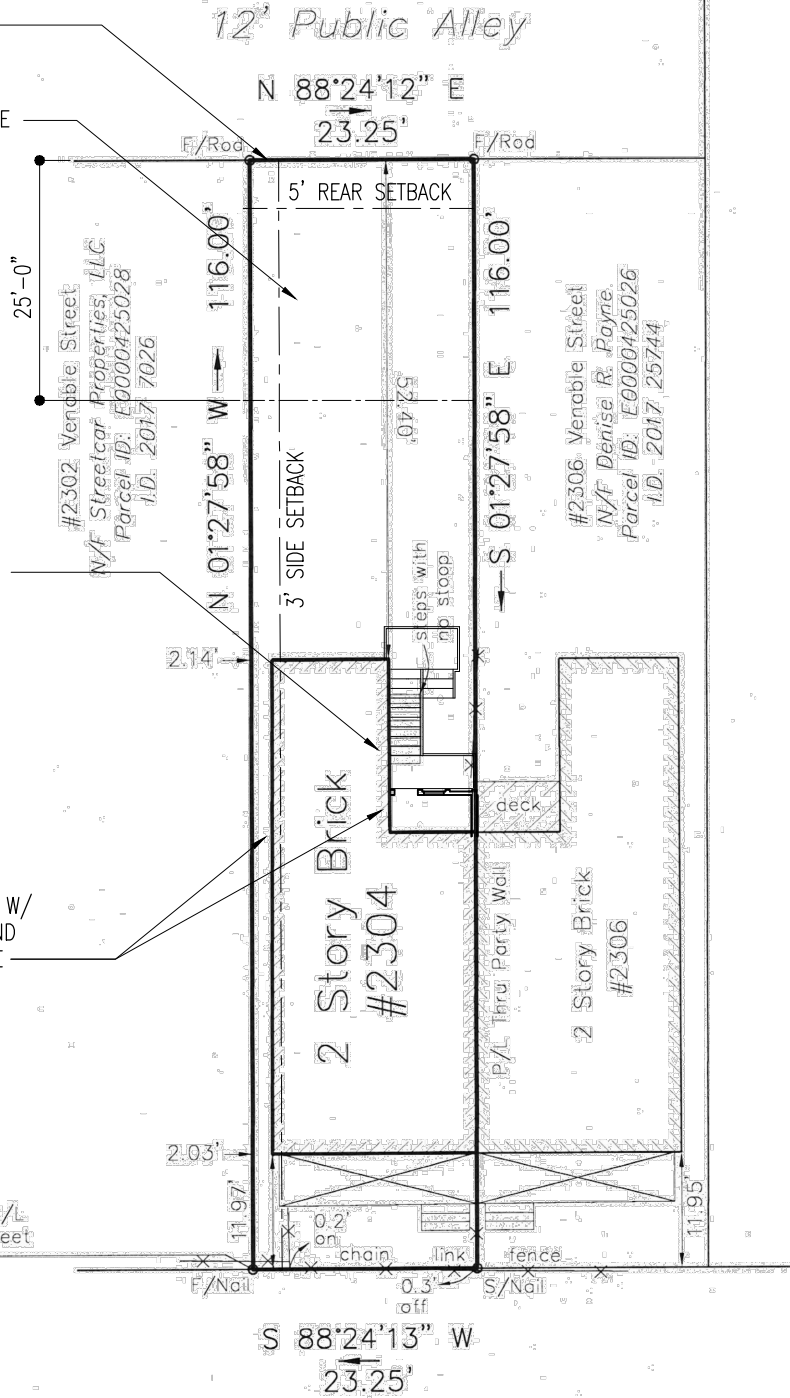 12' Public Alley
N 88°24'12" E
23.25'
E
F/Rod
F/Rod
5' REAR SETBACK
25'-0"
#2302 Venable Street
N/F Streetcar Properties, LLC
Parcel ID: E0000425028
I.D. 2017 7026
N 01°27'58" W 116.00'
3' SIDE SETBACK
52.40'
S 01°27'58" E 116.00'
#2306 Venable Street
N/F Denise R. Payne
Parcel ID: E0000425026
I.D. 2017 25744
steps with
no stoop
2.14'
deck
2 Story Brick
#2304
P/L Thru Party Wall
2 Story Brick
#2306
W/
ND
E
2.03'
11.97'
11.95'
/L
eet
0.2'
on
chain link fence
F/Nail
0.3'
off
S/Nail
S 88°24'13" W
23.25'